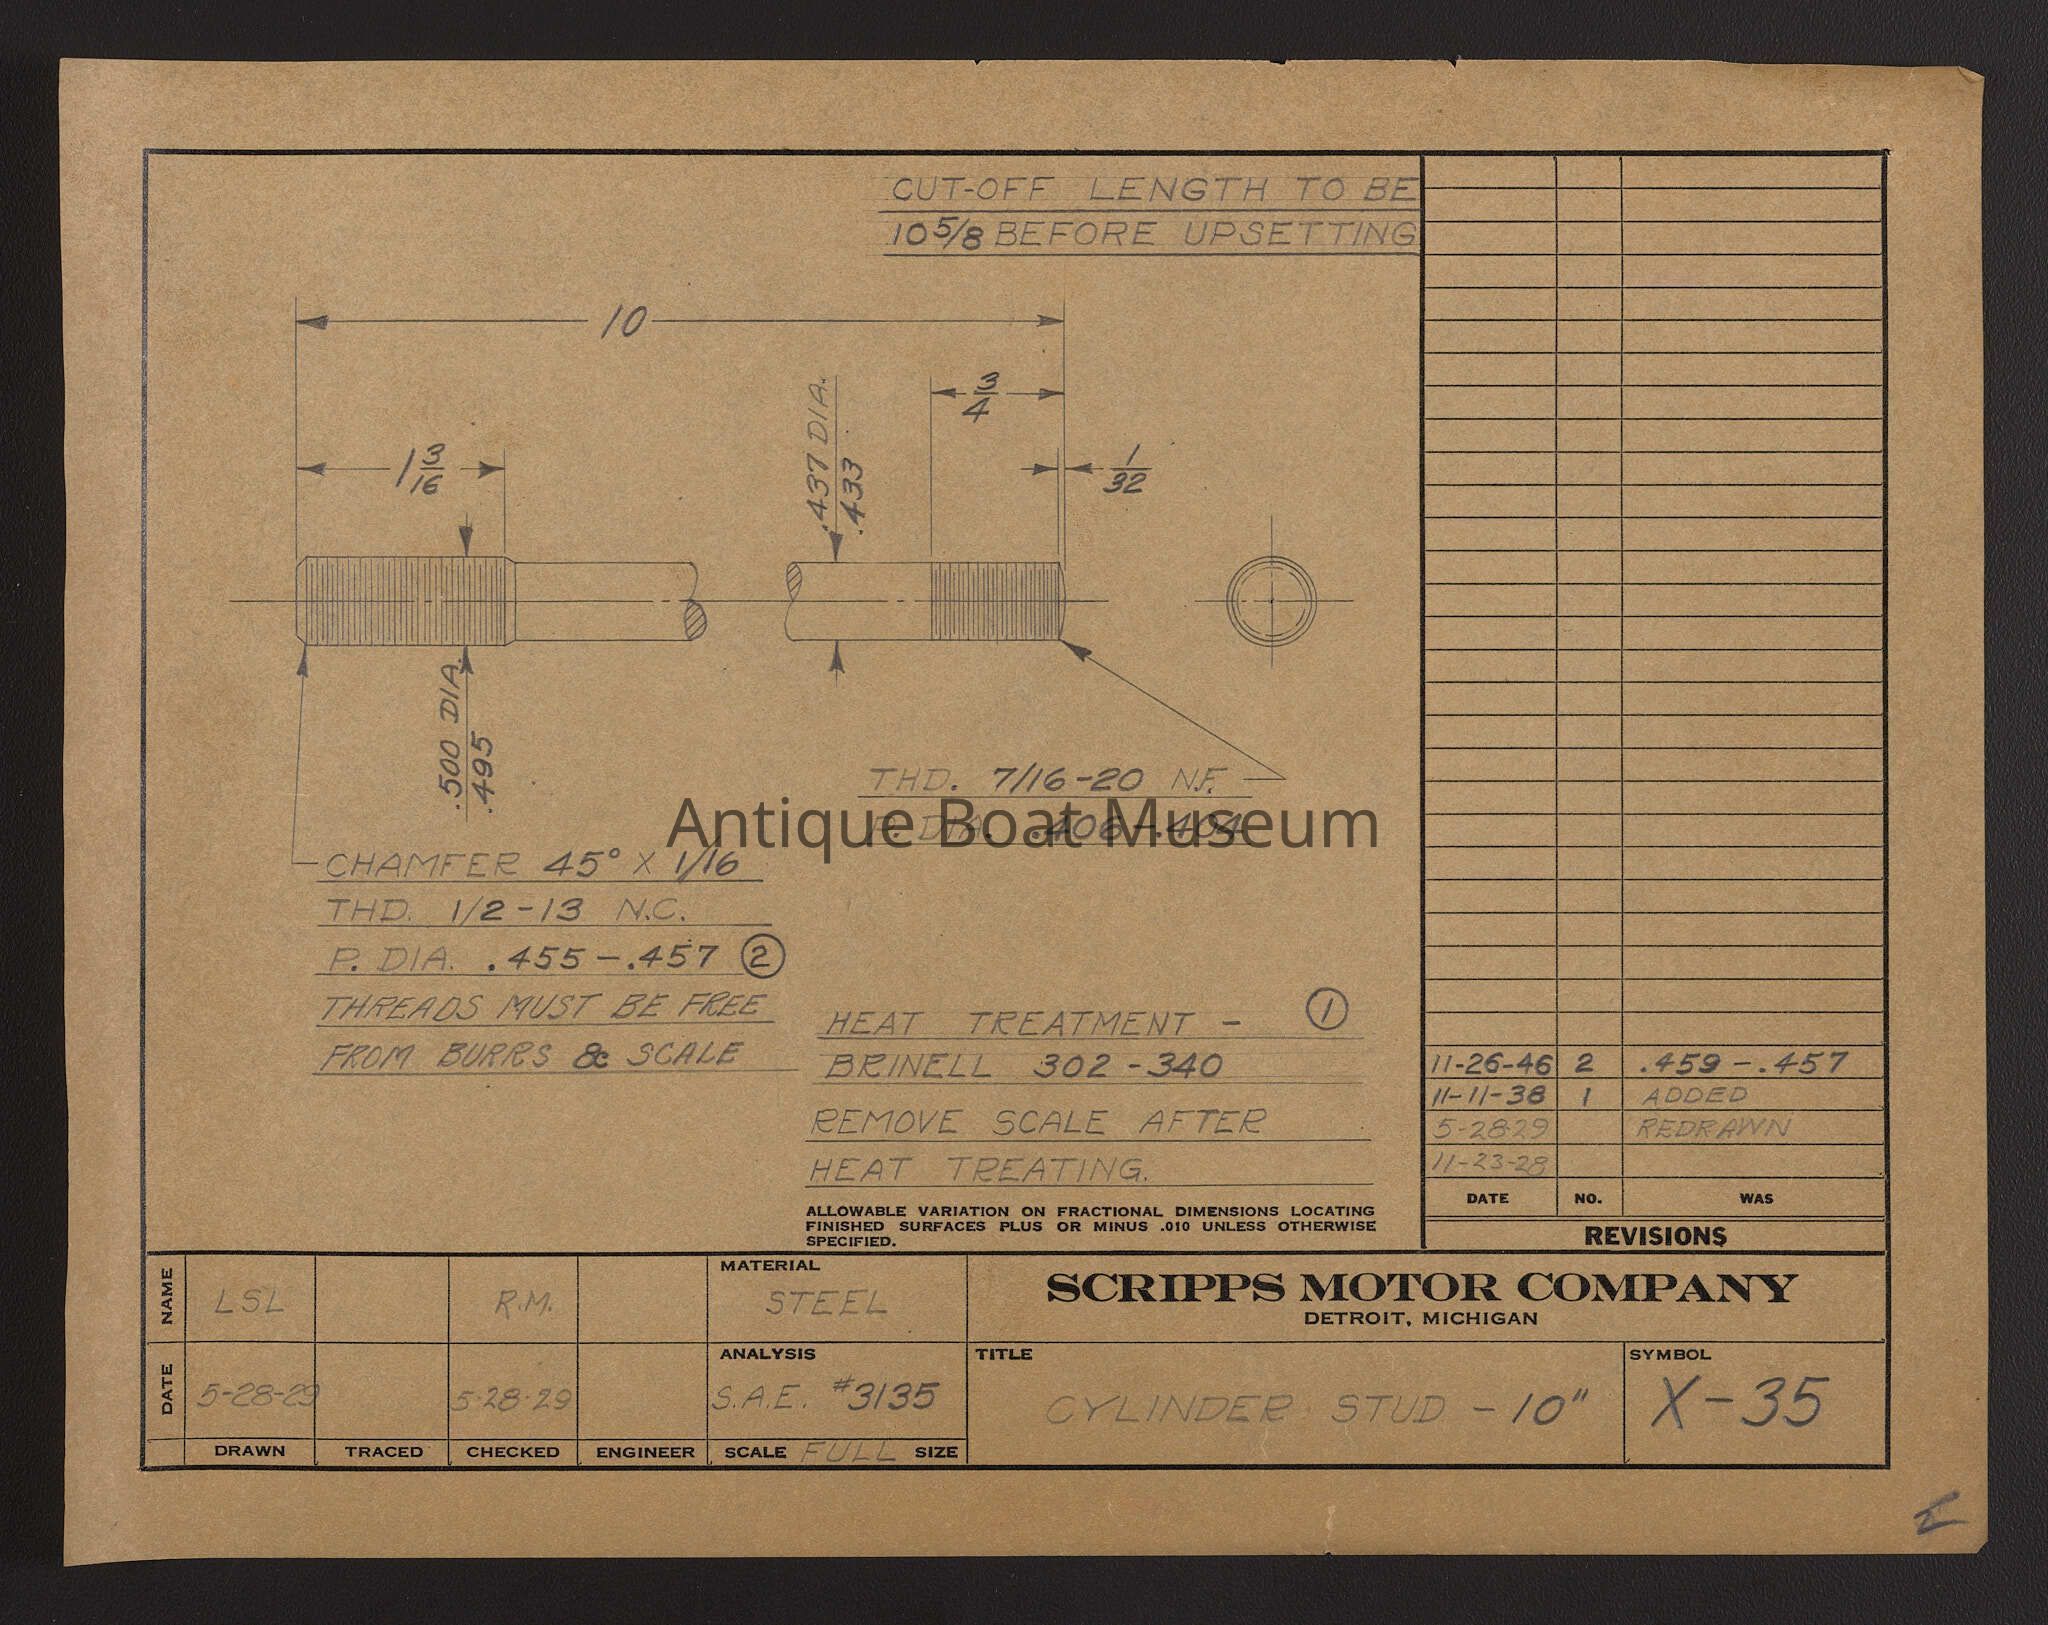 CUT-OFF LENGTH TO BE
10 5/8 BEFORE UPSETTING
10
3/4
1 3/16
.437 DIA.
.433
1/32
.500 DIA.
.495
THD. 7/16-20 N.F.
P. DIA. .406-.404
Antique Boat Museum
CHAMFER 45° X 1/16
THD. 1/2-13 N.C.
P. DIA. .455-.457 2
THREADS MUST BE FREE
FROM BURRS & SCALE
HEAT TREATMENT - 1
BRINELL 302-340
REMOVE SCALE AFTER
HEAT TREATING.
ALLOWABLE VARIATION ON FRACTIONAL DIMENSIONS LOCATING
FINISHED SURFACES PLUS OR MINUS .010 UNLESS OTHERWISE
SPECIFIED.
11-26-46 2 .459-.457
11-11-38 1 ADDED
5-28-29 REDRAWN
11-23-28
DATE NO. WAS
REVISIONS
NAME LSL R.M.
MATERIAL
STEEL
SCRIPPS MOTOR COMPANY
DETROIT, MICHIGAN
DATE 5-28-29 5-28-29
ANALYSIS
S.A.E. #3135
TITLE
CYLINDER STUD - 10"
SYMBOL
X-35
DRAWN TRACED CHECKED ENGINEER SCALE FULL SIZE